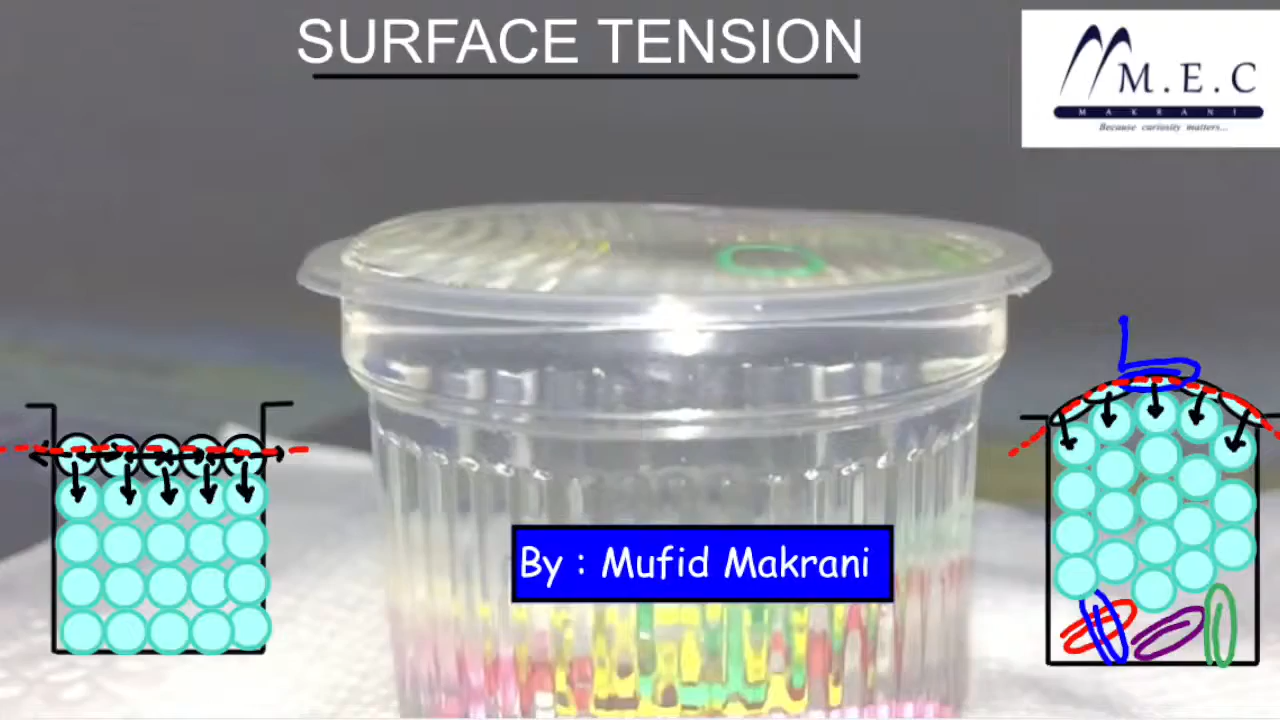 SURFACE TENSION
M.E.C
MAKRANI
Because curiosity matters...
By : Mufid Makrani